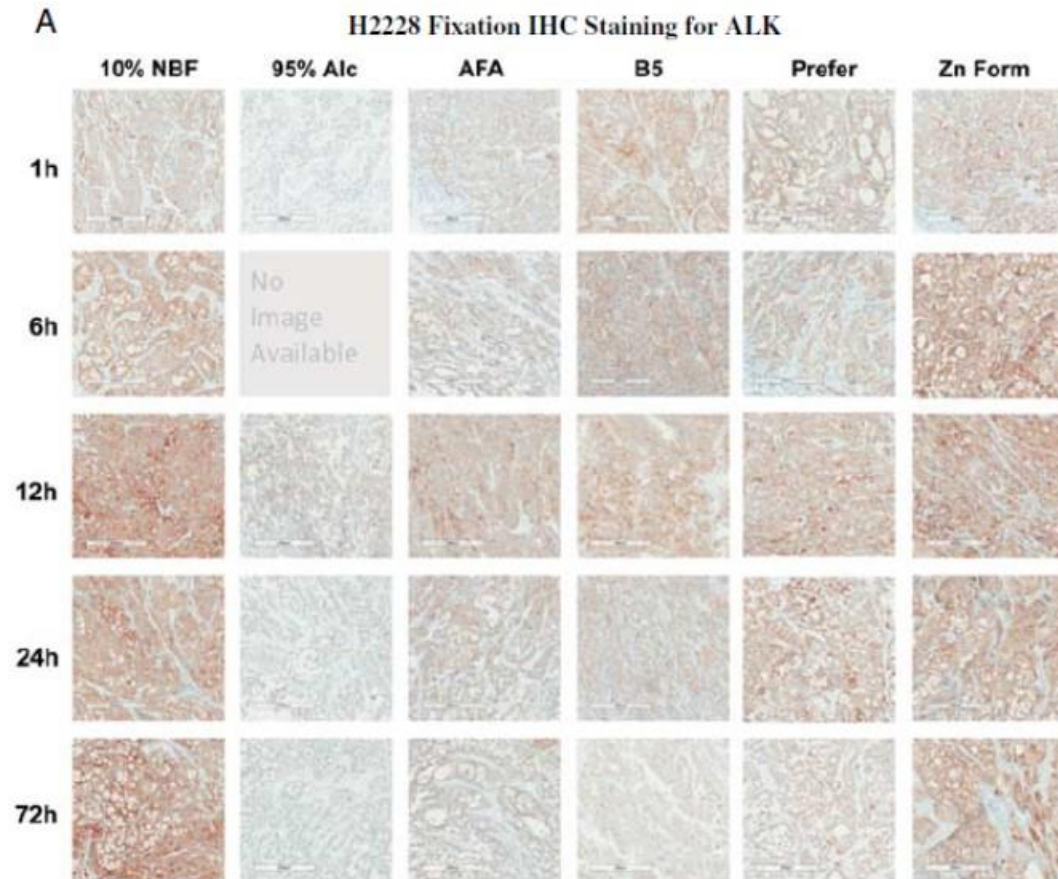 A
H2228 Fixation IHC Staining for ALK
10% NBF 95% Alc AFA B5 Prefer Zn Form
1h
6h
No
Image
Available
12h
24h
72h